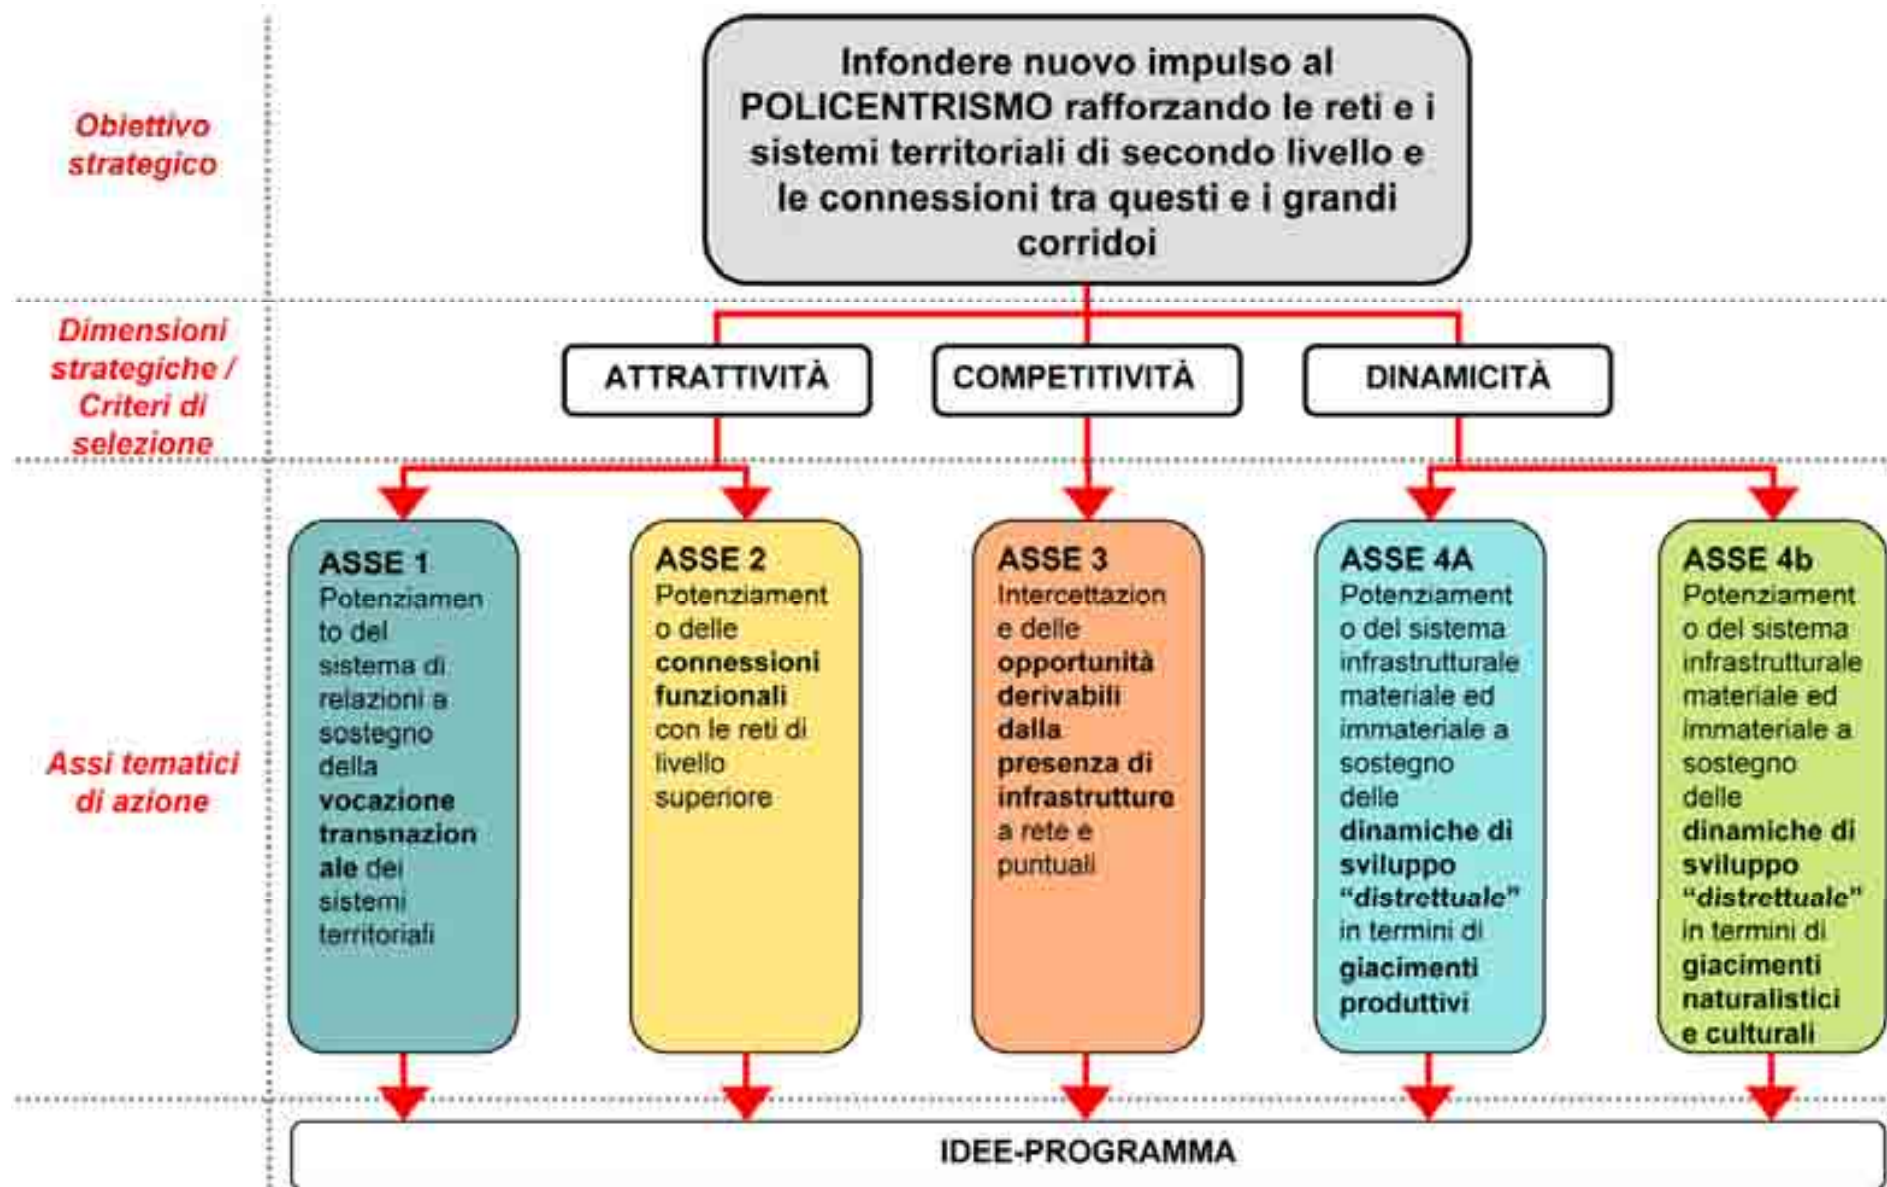 Obiettivo
strategico
Infondere nuovo impulso al
POLICENTRISMO rafforzando le reti e i
sistemi territoriali di secondo livello e
le connessioni tra questi e i grandi
corridoi
Dimensioni
strategiche /
Criteri di
selezione
ATTRATTIVITÀ
COMPETITIVITÀ
DINAMICITÀ
Assi tematici
di azione
ASSE 1
Potenziamen
to del
sistema di
relazioni a
sostegno
della
vocazione
transnazion
ale dei
sistemi
territoriali
ASSE 2
Potenziament
o delle
connessioni
funzionali
con le reti di
livello
superiore
ASSE 3
Intercettazion
e delle
opportunità
derivabili
dalla
presenza di
infrastrutture
a rete e
puntuali
ASSE 4A
Potenziament
o del sistema
infrastrutturale
materiale ed
immateriale a
sostegno
delle
dinamiche di
sviluppo
“distrettuale”
in termini di
giacimenti
produttivi
ASSE 4b
Potenziament
o del sistema
infrastrutturale
materiale ed
immateriale a
sostegno
delle
dinamiche di
sviluppo
“distrettuale”
in termini di
giacimenti
naturalistici
e culturali
IDEE-PROGRAMMA